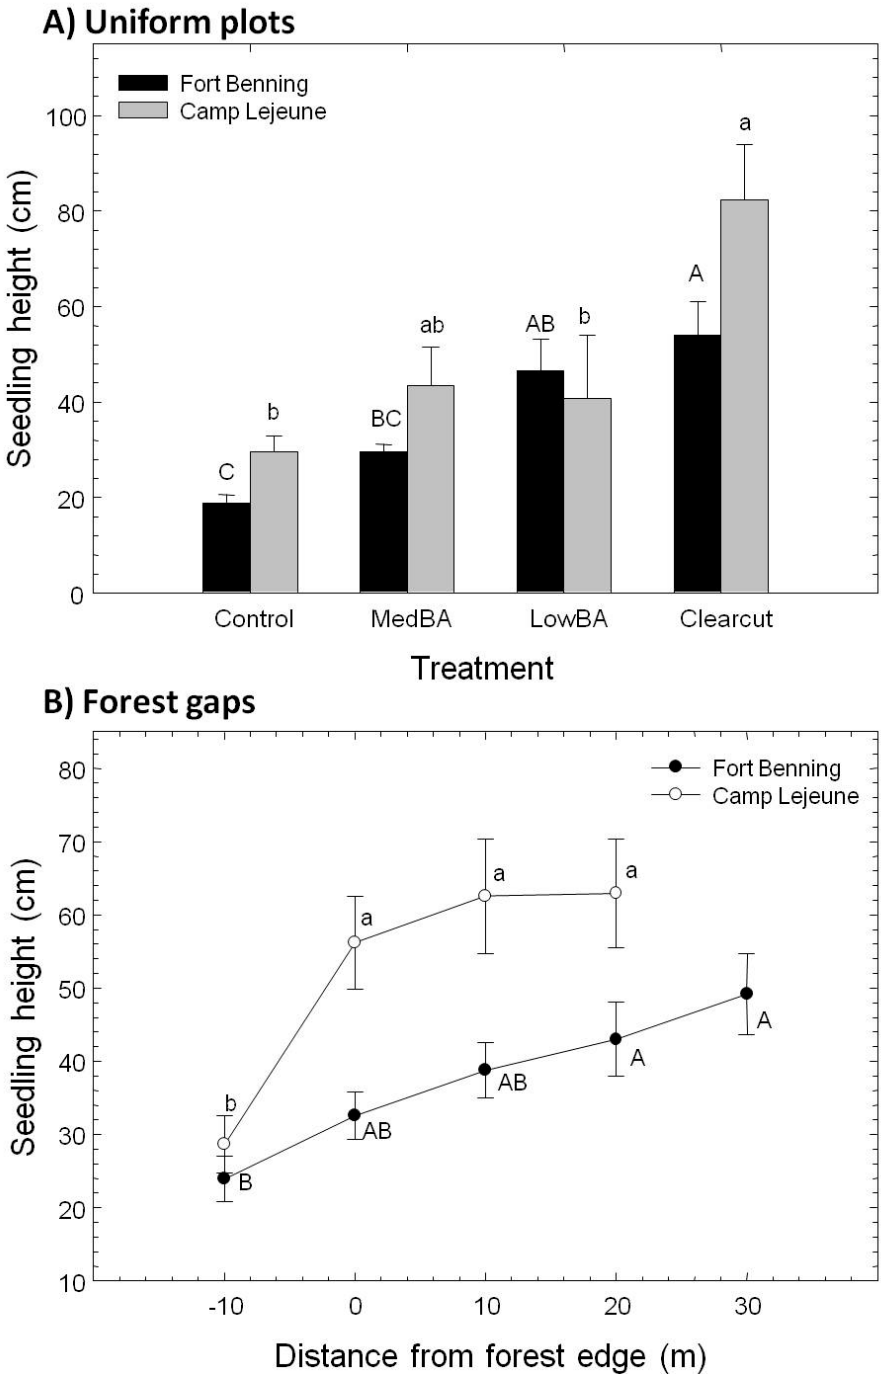 A) Uniform plots
Fort Benning
Camp Lejeune
Seedling height (cm)
100
80
60
40
20
0
C
b
BC
ab
AB
b
A
a
Control MedBA LowBA Clearcut
Treatment
B) Forest gaps
Fort Benning
Camp Lejeune
Seedling height (cm)
80
70
60
50
40
30
20
10
b
a
a
a
B
AB
AB
A
A
-10 0 10 20 30
Distance from forest edge (m)